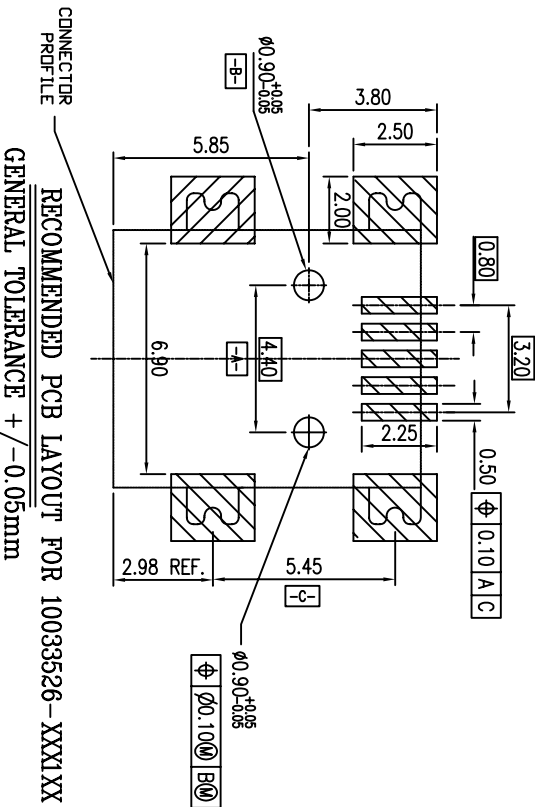 3.20
0.80
0.50
⌖ 0.10 A C
2.25
3.80
2.50
2.00
ø0.90 +0.05 -0.05
-B-
5.85
4.40
-A-
6.90
5.45
-C-
2.98 REF.
ø0.90 +0.05 -0.05
⌖ Ø0.10Ⓜ BⓂ
CONNECTOR
PROFILE
RECOMMENDED PCB LAYOUT FOR 10033526-XXX1XX
GENERAL TOLERANCE +/-0.05mm